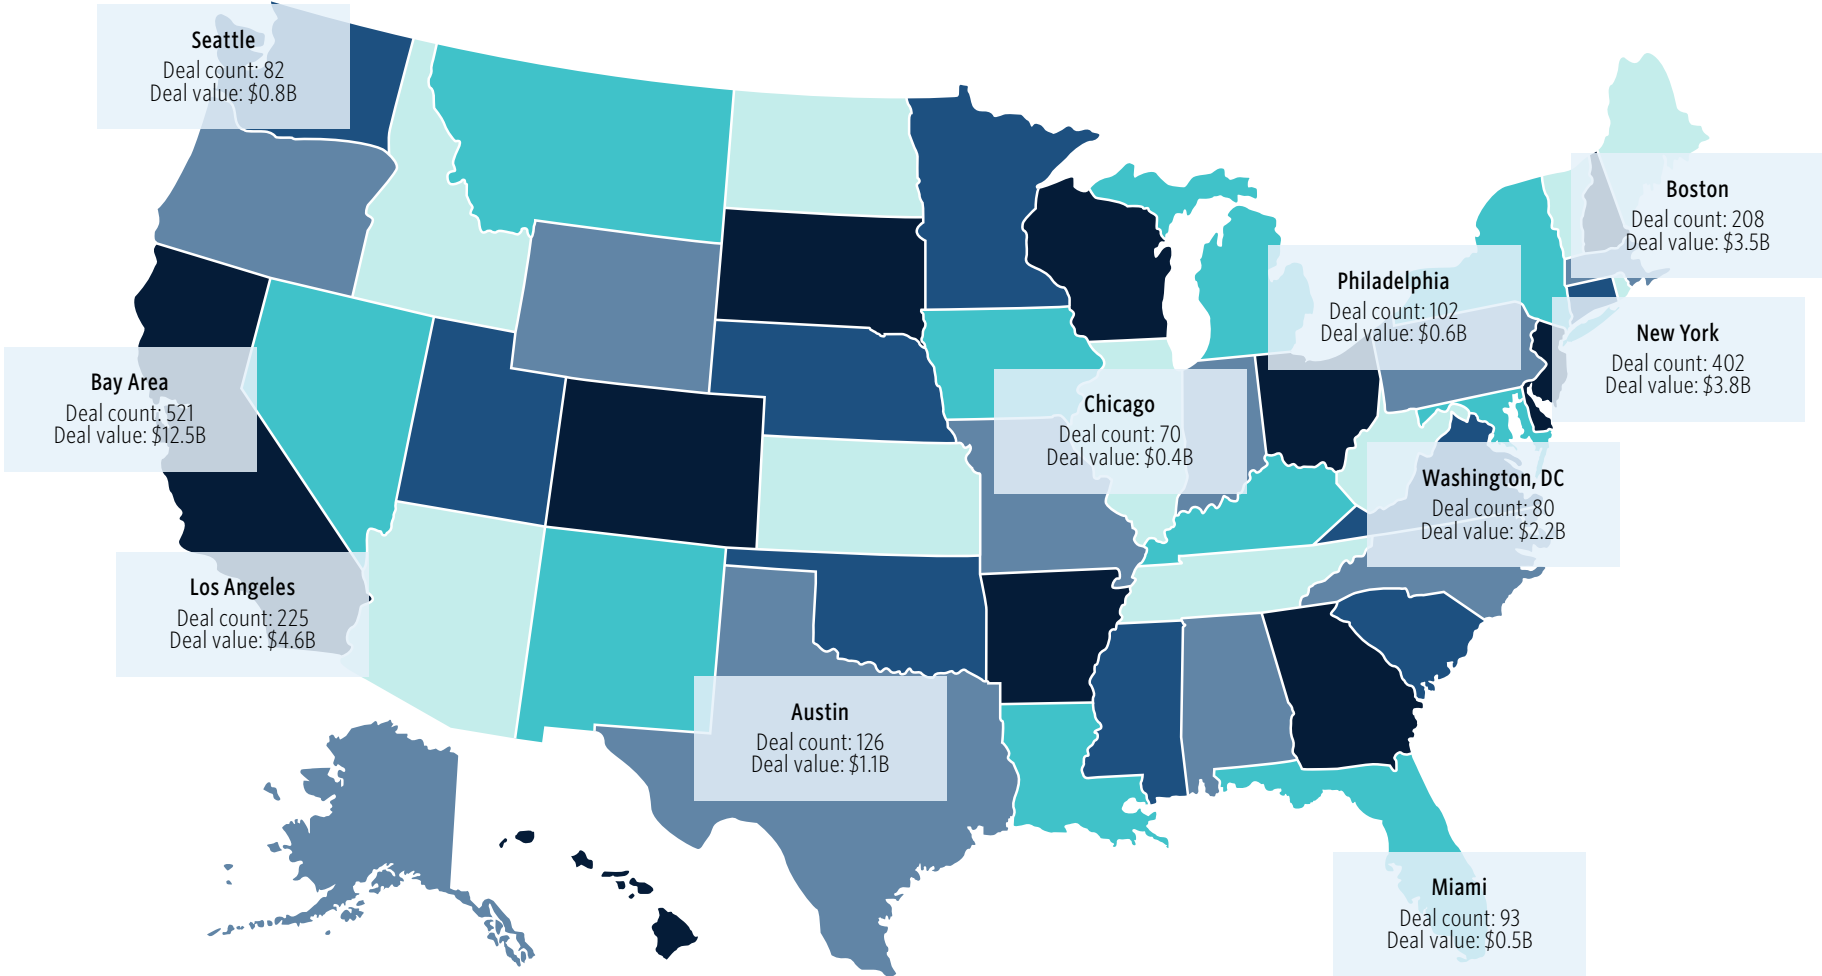 Seattle
Deal count: 82
Deal value: $0.8B
Boston
Deal count: 208
Deal value: $3.5B
Philadelphia
Deal count: 102
Deal value: $0.6B
New York
Deal count: 402
Deal value: $3.8B
Bay Area
Deal count: 521
Deal value: $12.5B
Chicago
Deal count: 70
Deal value: $0.4B
Washington, DC
Deal count: 80
Deal value: $2.2B
Los Angeles
Deal count: 225
Deal value: $4.6B
Austin
Deal count: 126
Deal value: $1.1B
Miami
Deal count: 93
Deal value: $0.5B